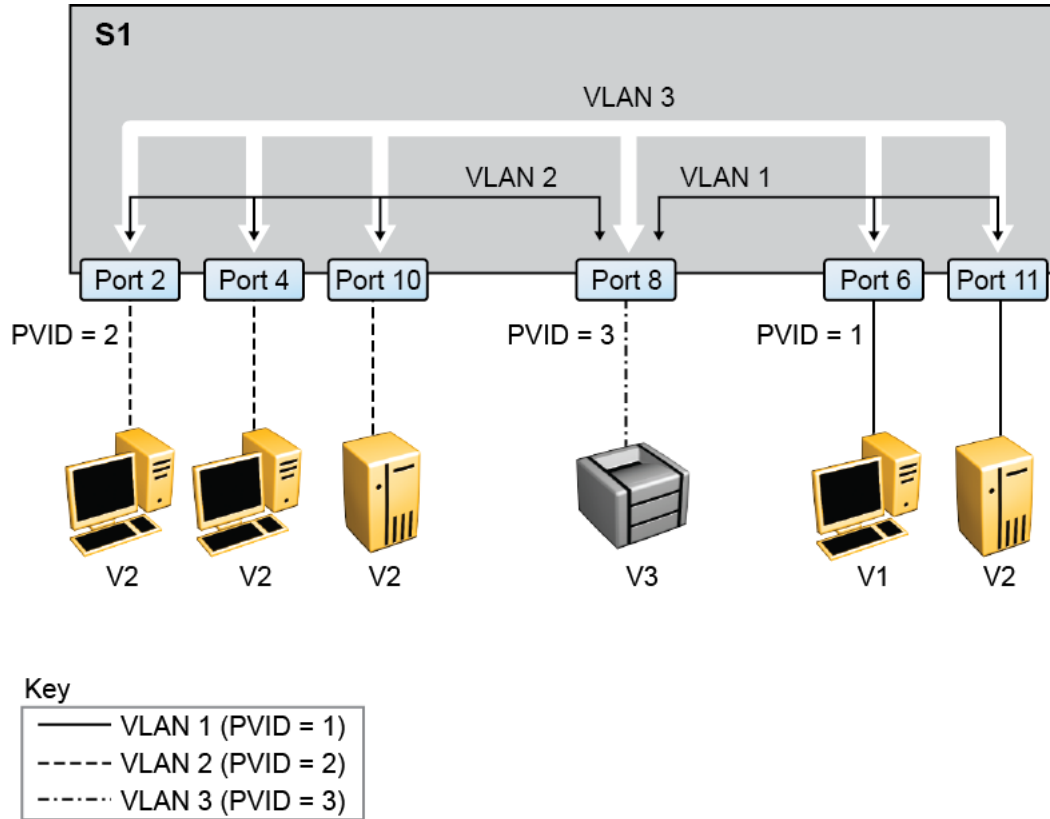 S1
VLAN 3
VLAN 2
VLAN 1
Port 2
Port 4
Port 10
Port 8
Port 6
Port 11
PVID = 2
PVID = 3
PVID = 1
V2
V2
V2
V3
V1
V2
Key
VLAN 1 (PVID = 1)
VLAN 2 (PVID = 2)
VLAN 3 (PVID = 3)